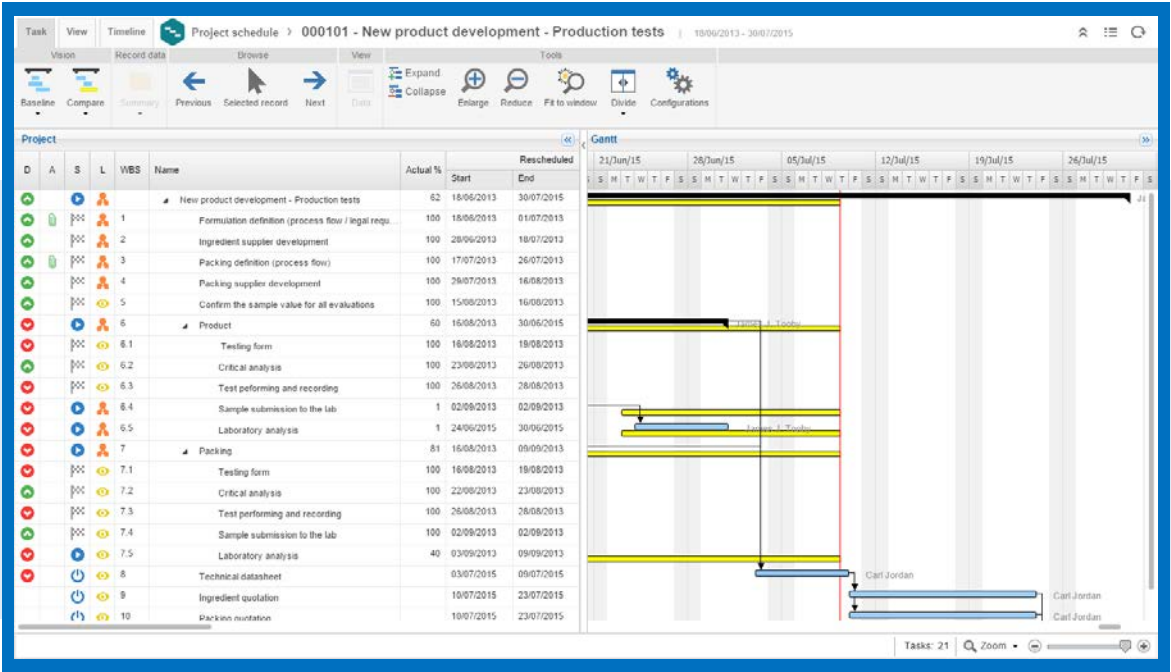 Task View Timeline Project schedule > 000101 - New product development - Production tests | 18/06/2013 - 30/07/2015
Vision Record data Browse View Tools
Baseline Compare Summary Previous Selected record Next Data Expand Collapse Enlarge Reduce Fit to window Divide Configurations
Project Gantt
D A S L WBS Name Actual % Rescheduled Start End
21/Jun/15 28/Jun/15 05/Jul/15 12/Jul/15 19/Jul/15 26/Jul/15
S S M T W T F S S M T W T F S S M T W T F S S M T W T F S S M T W T F S S M T W T F S
New product development - Production tests 62 18/06/2013 30/07/2015
1 Formulation definition (process flow / legal requ... 100 18/06/2013 01/07/2013
2 Ingredient supplier development 100 28/06/2013 18/07/2013
3 Packing definition (process flow) 100 17/07/2013 26/07/2013
4 Packing supplier development 100 29/07/2013 16/08/2013
5 Confirm the sample value for all evaluations 100 15/08/2013 16/08/2013
6 Product 60 16/08/2013 30/06/2015 James J. Tooby
6.1 Testing form 100 16/08/2013 19/08/2013
6.2 Critical analysis 100 23/08/2013 26/08/2013
6.3 Test peforming and recording 100 26/08/2013 28/08/2013
6.4 Sample submission to the lab 1 02/09/2013 02/09/2013
6.5 Laboratory analysis 1 24/06/2015 30/06/2015 James J. Tooby
7 Packing 81 16/08/2013 09/09/2013
7.1 Testing form 100 16/08/2013 19/08/2013
7.2 Critical analysis 100 22/08/2013 23/08/2013
7.3 Test performing and recording 100 26/08/2013 28/08/2013
7.4 Sample submission to the lab 100 02/09/2013 02/09/2013
7.5 Laboratory analysis 40 03/09/2013 09/09/2013
8 Technical datasheet 03/07/2015 09/07/2015 Carl Jordan
9 Ingredient quotation 10/07/2015 23/07/2015 Carl Jordan
10 Packing quotation 10/07/2015 23/07/2015 Carl Jordan
Tasks: 21 Zoom